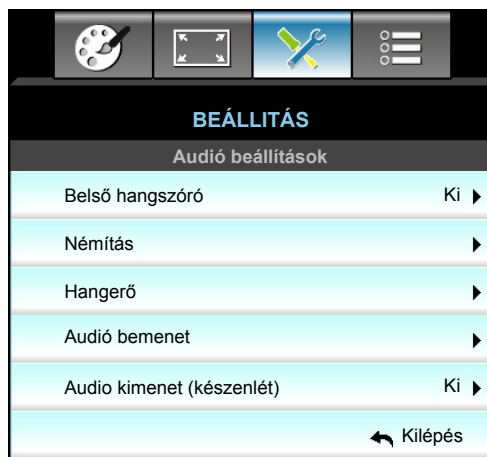 BEÁLLITÁS
Audió beállítások
Belső hangszóró Ki
Némítás
Hangerő
Audió bemenet
Audio kimenet (készenlét) Ki
Kilépés